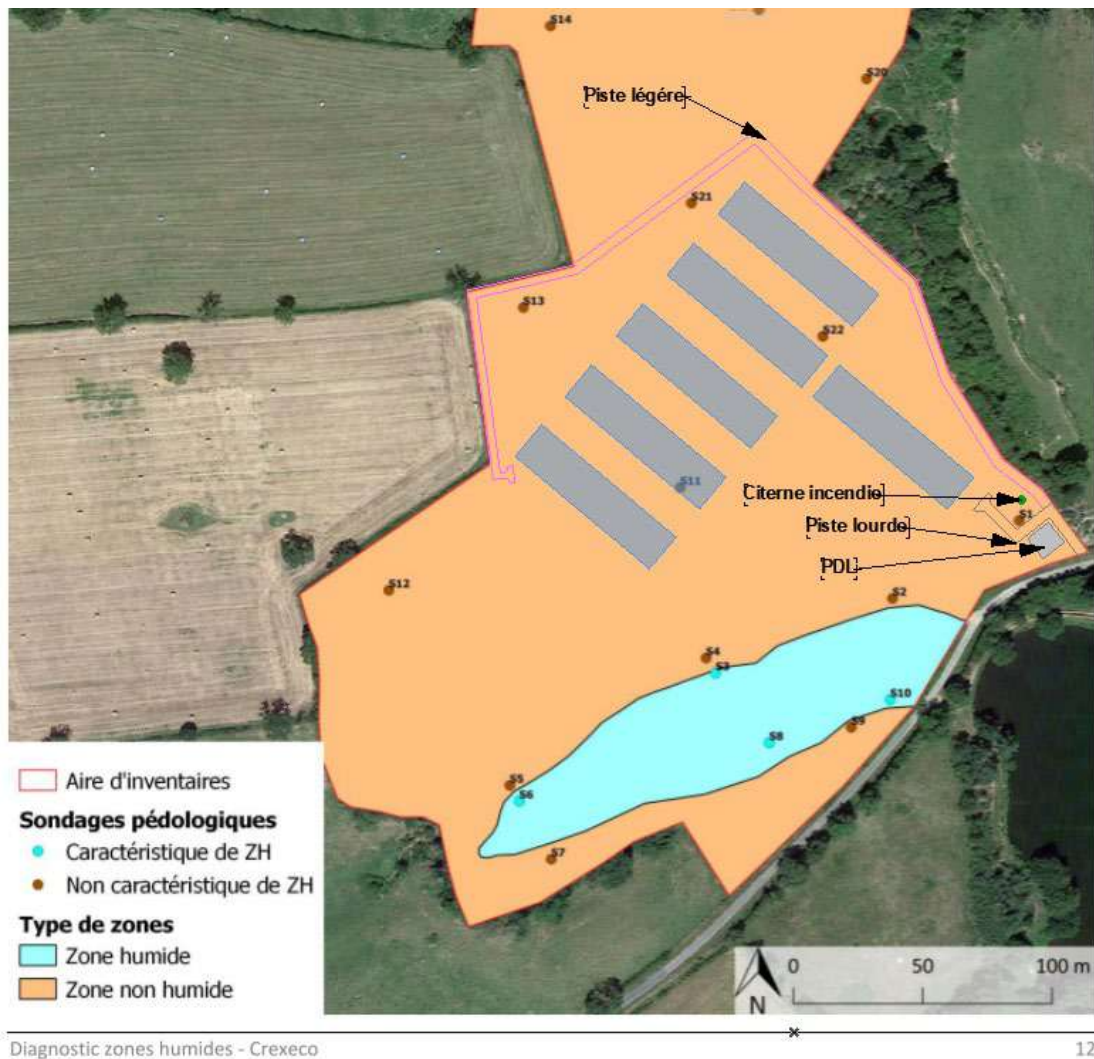 S14
S20
[Piste légére]
S21
S13
S22
S11
[Citerne incendie]
S1
[Piste lourde]
[PDL]
S12
S2
S4
S3
S10
S9
S8
S5
S6
S7
Aire d'inventaires
Sondages pédologiques
Caractéristique de ZH
Non caractéristique de ZH
Type de zones
Zone humide
Zone non humide
0 50 100 m
N
Diagnostic zones humides - Crexeco 12